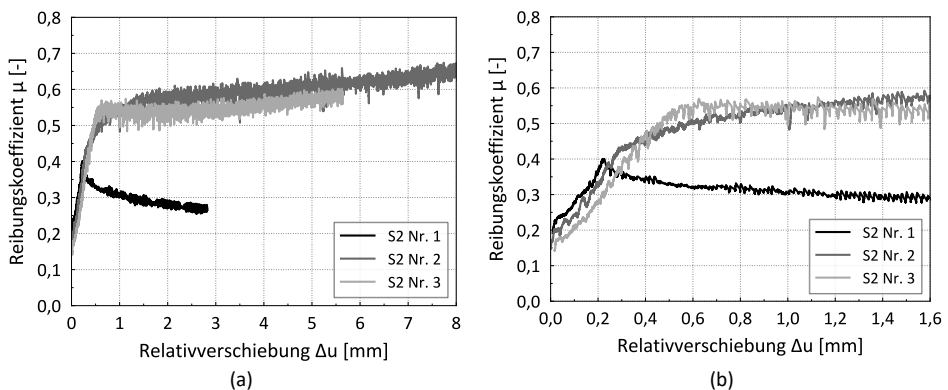 0,8
0,7
0,6
0,5
0,4
0,3
0,2
0,1
0,0
Reibungskoeffizient µ [-]
S2 Nr. 1
S2 Nr. 2
S2 Nr. 3
0 1 2 3 4 5 6 7 8
Relativverschiebung Δu [mm]
(a)
0,8
0,7
0,6
0,5
0,4
0,3
0,2
0,1
0,0
Reibungskoeffizient µ [-]
S2 Nr. 1
S2 Nr. 2
S2 Nr. 3
0,0 0,2 0,4 0,6 0,8 1,0 1,2 1,4 1,6
Relativverschiebung Δu [mm]
(b)